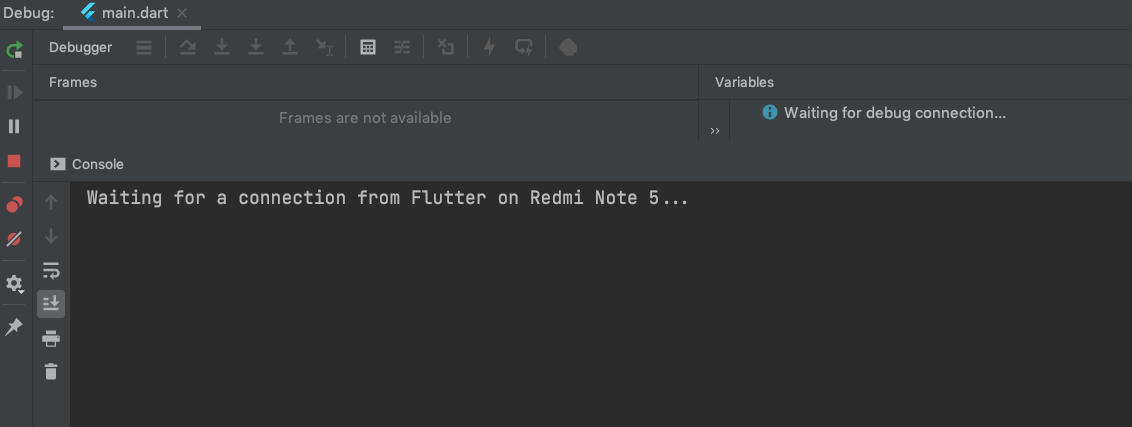 Debug: main.dart
Debugger
Frames
Variables
Frames are not available
Waiting for debug connection...
››
Console
Waiting for a connection from Flutter on Redmi Note 5...